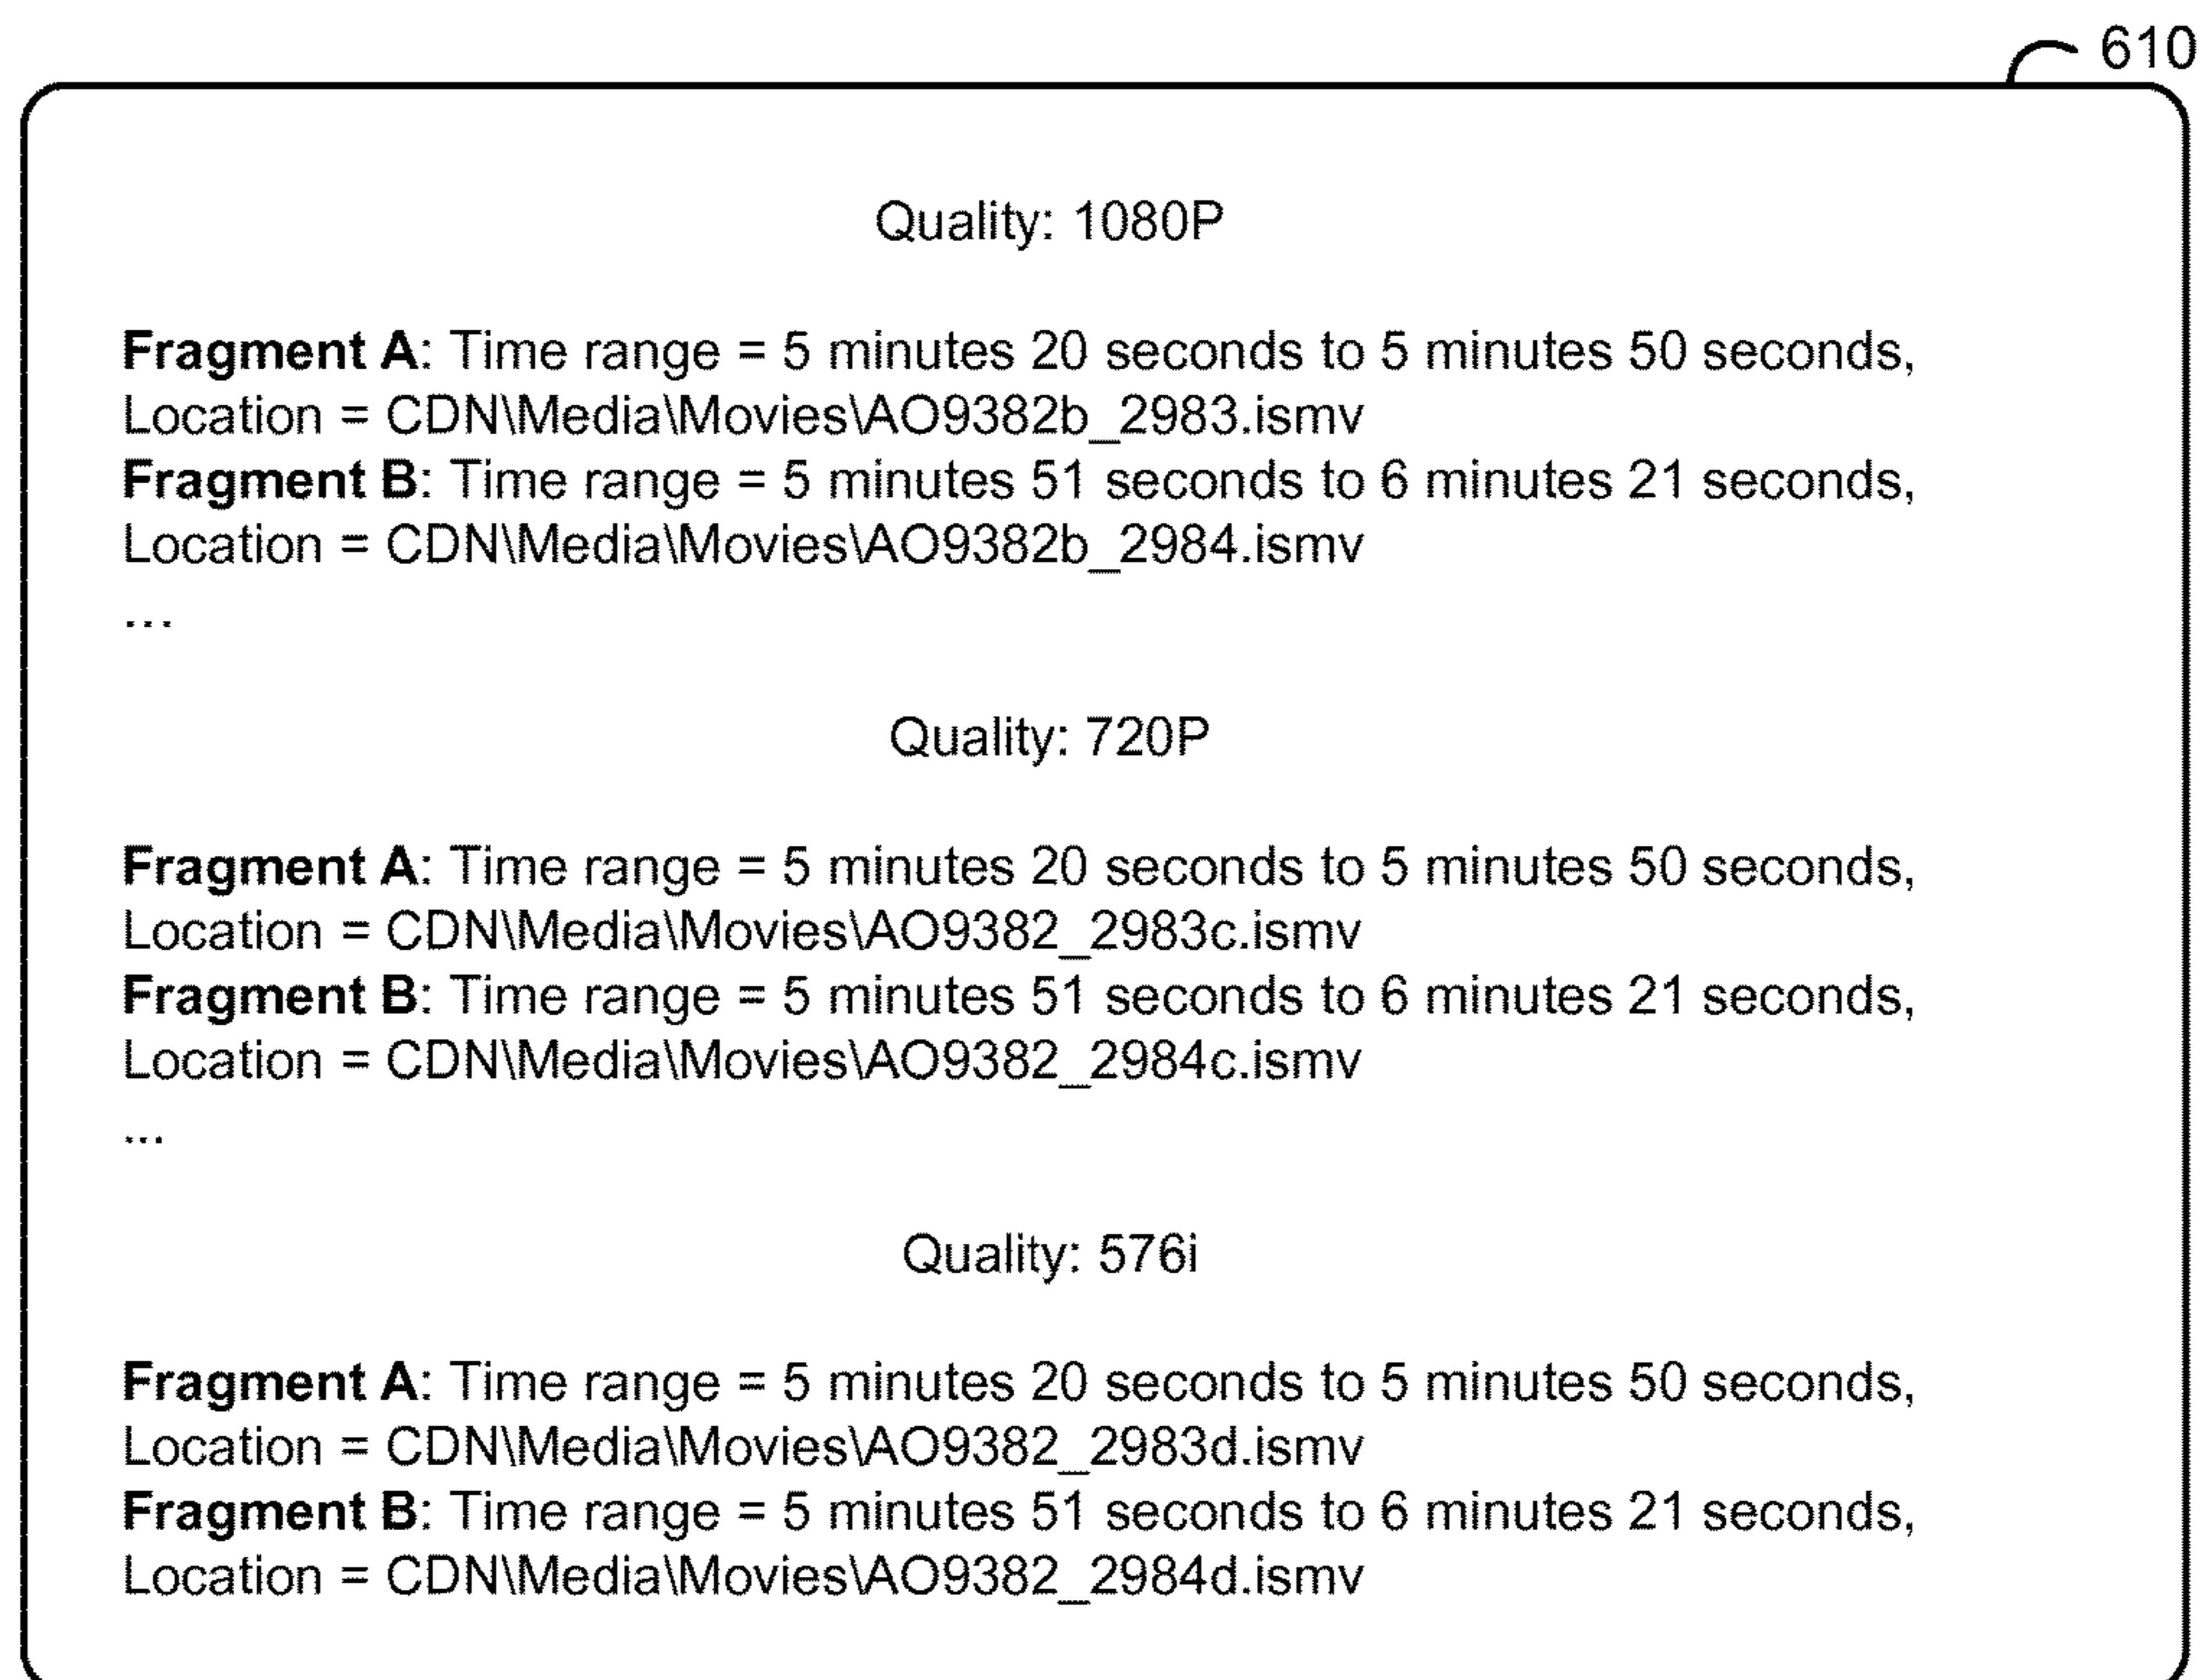 610
Quality: 1080P
Fragment A: Time range = 5 minutes 20 seconds to 5 minutes 50 seconds,
Location = CDN\Media\Movies\AO9382b_2983.ismv
Fragment B: Time range = 5 minutes 51 seconds to 6 minutes 21 seconds,
Location = CDN\Media\Movies\AO9382b_2984.ismv
...
Quality: 720P
Fragment A: Time range = 5 minutes 20 seconds to 5 minutes 50 seconds,
Location = CDN\Media\Movies\AO9382_2983c.ismv
Fragment B: Time range = 5 minutes 51 seconds to 6 minutes 21 seconds,
Location = CDN\Media\Movies\AO9382_2984c.ismv
...
Quality: 576i
Fragment A: Time range = 5 minutes 20 seconds to 5 minutes 50 seconds,
Location = CDN\Media\Movies\AO9382_2983d.ismv
Fragment B: Time range = 5 minutes 51 seconds to 6 minutes 21 seconds,
Location = CDN\Media\Movies\AO9382_2984d.ismv